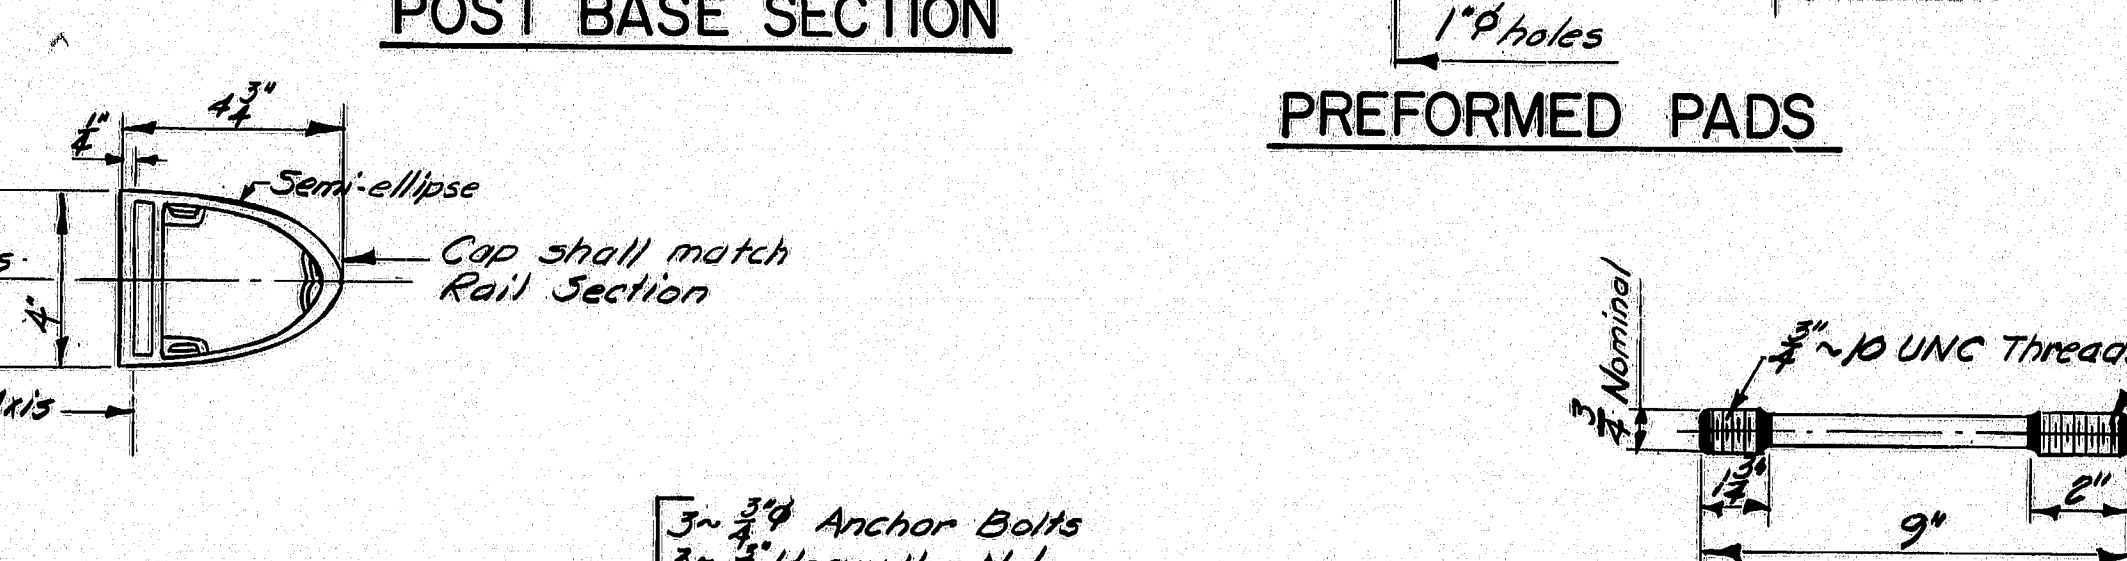 POST BASE SECTION
1"ø holes
PREFORMED PADS
4 3/4"
1/4"
Semi-ellipse
Cap shall match
Rail Section
4"
3/4" Nominal
3/4"~10 UNC Thread
1 3/4"
2"
9"
3~ 3/4"ø Anchor Bolts